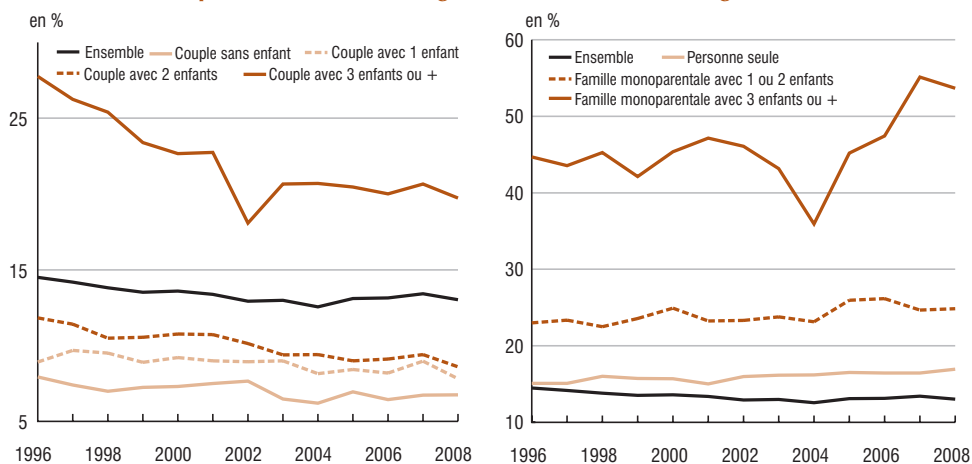 en %
Ensemble Couple sans enfant Couple avec 1 enfant
Couple avec 2 enfants Couple avec 3 enfants ou +
25
15
5
1996 1998 2000 2002 2004 2006 2008
en %
60
Ensemble Personne seule
Famille monoparentale avec 1 ou 2 enfants
Famille monoparentale avec 3 enfants ou +
50
40
30
20
10
1996 1998 2000 2002 2004 2006 2008